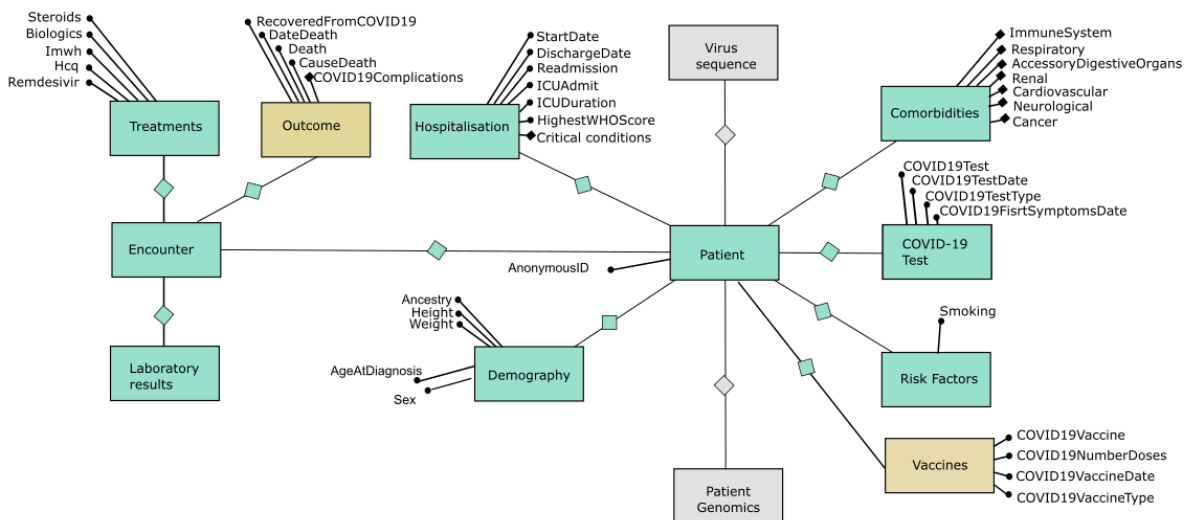 Steroids
Biologics
Imwh
Hcq
Remdesivir
Treatments
RecoveredFromCOVID19
DateDeath
Death
CauseDeath
COVID19Complications
Outcome
StartDate
DischargeDate
Readmission
ICUAdmit
ICUDuration
HighestWHOScore
Critical conditions
Hospitalisation
Virus
sequence
ImmuneSystem
Respiratory
AccessoryDigestiveOrgans
Renal
Cardiovascular
Neurological
Cancer
Comorbidities
COVID19Test
COVID19TestDate
COVID19TestType
COVID19FisrtSymptomsDate
COVID-19
Test
Encounter
Patient
AnonymousID
Ancestry
Height
Weight
AgeAtDiagnosis
Sex
Demography
Laboratory
results
Smoking
Risk Factors
COVID19Vaccine
COVID19NumberDoses
COVID19VaccineDate
COVID19VaccineType
Vaccines
Patient
Genomics